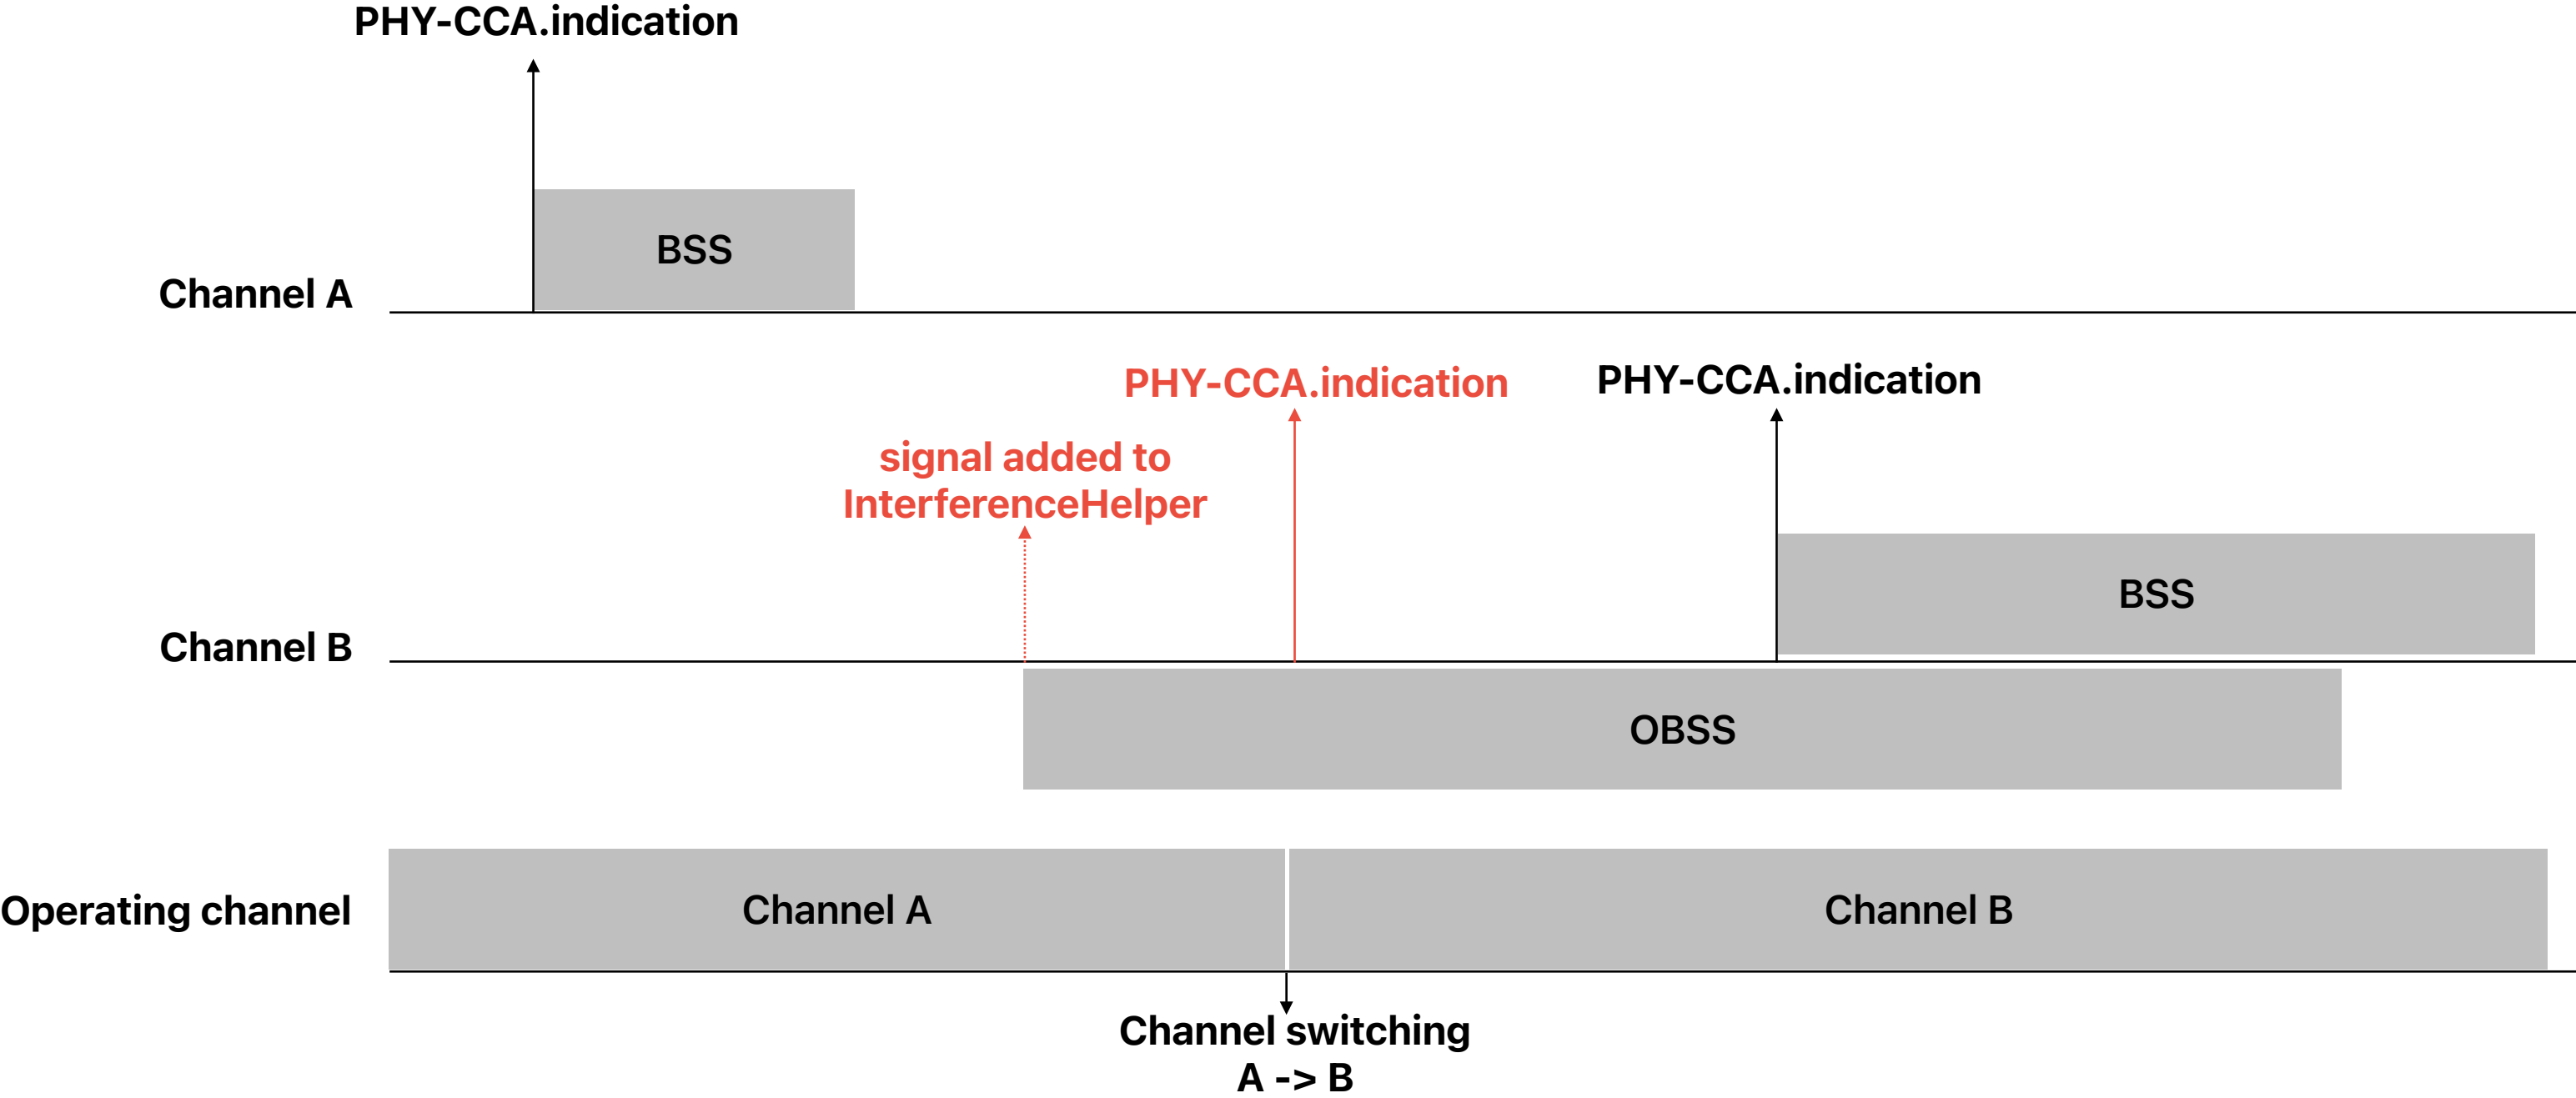 PHY-CCA.indication
BSS
Channel A
PHY-CCA.indication
PHY-CCA.indication
signal added to
InterferenceHelper
BSS
Channel B
OBSS
Operating channel
Channel A
Channel B
Channel switching
A -> B